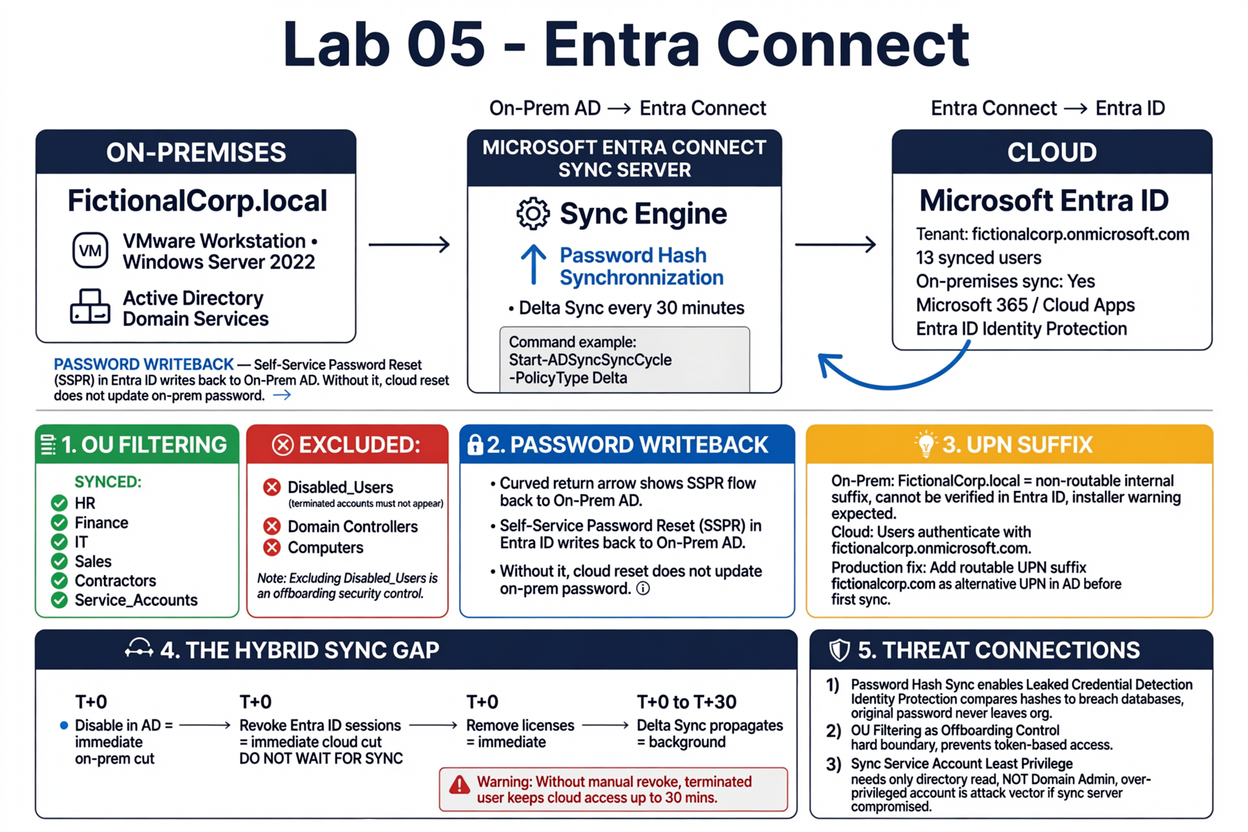 Lab 05 - Entra Connect
On-Prem AD → Entra Connect
Entra Connect → Entra ID
ON-PREMISES
FictionalCorp.local
VM
VMware Workstation •
Windows Server 2022
Active Directory
Domain Services
MICROSOFT ENTRA CONNECT
SYNC SERVER
Sync Engine
Password Hash
Synchronnization
• Delta Sync every 30 minutes
Command example:
Start-ADSyncSyncCycle
-PolicyType Delta
CLOUD
Microsoft Entra ID
Tenant: fictionalcorp.onmicrosoft.com
13 synced users
On-premises sync: Yes
Microsoft 365 / Cloud Apps
Entra ID Identity Protection
PASSWORD WRITEBACK — Self-Service Password Reset
(SSPR) in Entra ID writes back to On-Prem AD. Without it, cloud reset
does not update on-prem password. →
1. OU FILTERING
SYNCED:
HR
Finance
IT
Sales
Contractors
Service_Accounts
EXCLUDED:
Disabled_Users
(terminated accounts must not appear)
Domain Controllers
Computers
Note: Excluding Disabled_Users is
an offboarding security control.
2. PASSWORD WRITEBACK
• Curved return arrow shows SSPR flow
back to On-Prem AD.
• Self-Service Password Reset (SSPR) in
Entra ID writes back to On-Prem AD.
• Without it, cloud reset does not update
on-prem password. ⓘ
3. UPN SUFFIX
On-Prem: FictionalCorp.local = non-routable internal
suffix, cannot be verified in Entra ID, installer warning
expected.
Cloud: Users authenticate with
fictionalcorp.onmicrosoft.com.
Production fix: Add routable UPN suffix
fictionalcorp.com as alternative UPN in AD before
first sync.
4. THE HYBRID SYNC GAP
T+0
• Disable in AD =
immediate
on-prem cut
T+0
Revoke Entra ID sessions
= immediate cloud cut
DO NOT WAIT FOR SYNC
T+0
Remove licenses
= immediate
T+0 to T+30
Delta Sync propagates
= background
Warning: Without manual revoke, terminated
user keeps cloud access up to 30 mins.
5. THREAT CONNECTIONS
1) Password Hash Sync enables Leaked Credential Detection
Identity Protection compares hashes to breach databases,
original password never leaves org.
2) OU Filtering as Offboarding Control
hard boundary, prevents token-based access.
3) Sync Service Account Least Privilege
needs only directory read, NOT Domain Admin, over-
privileged account is attack vector if sync server
compromised.